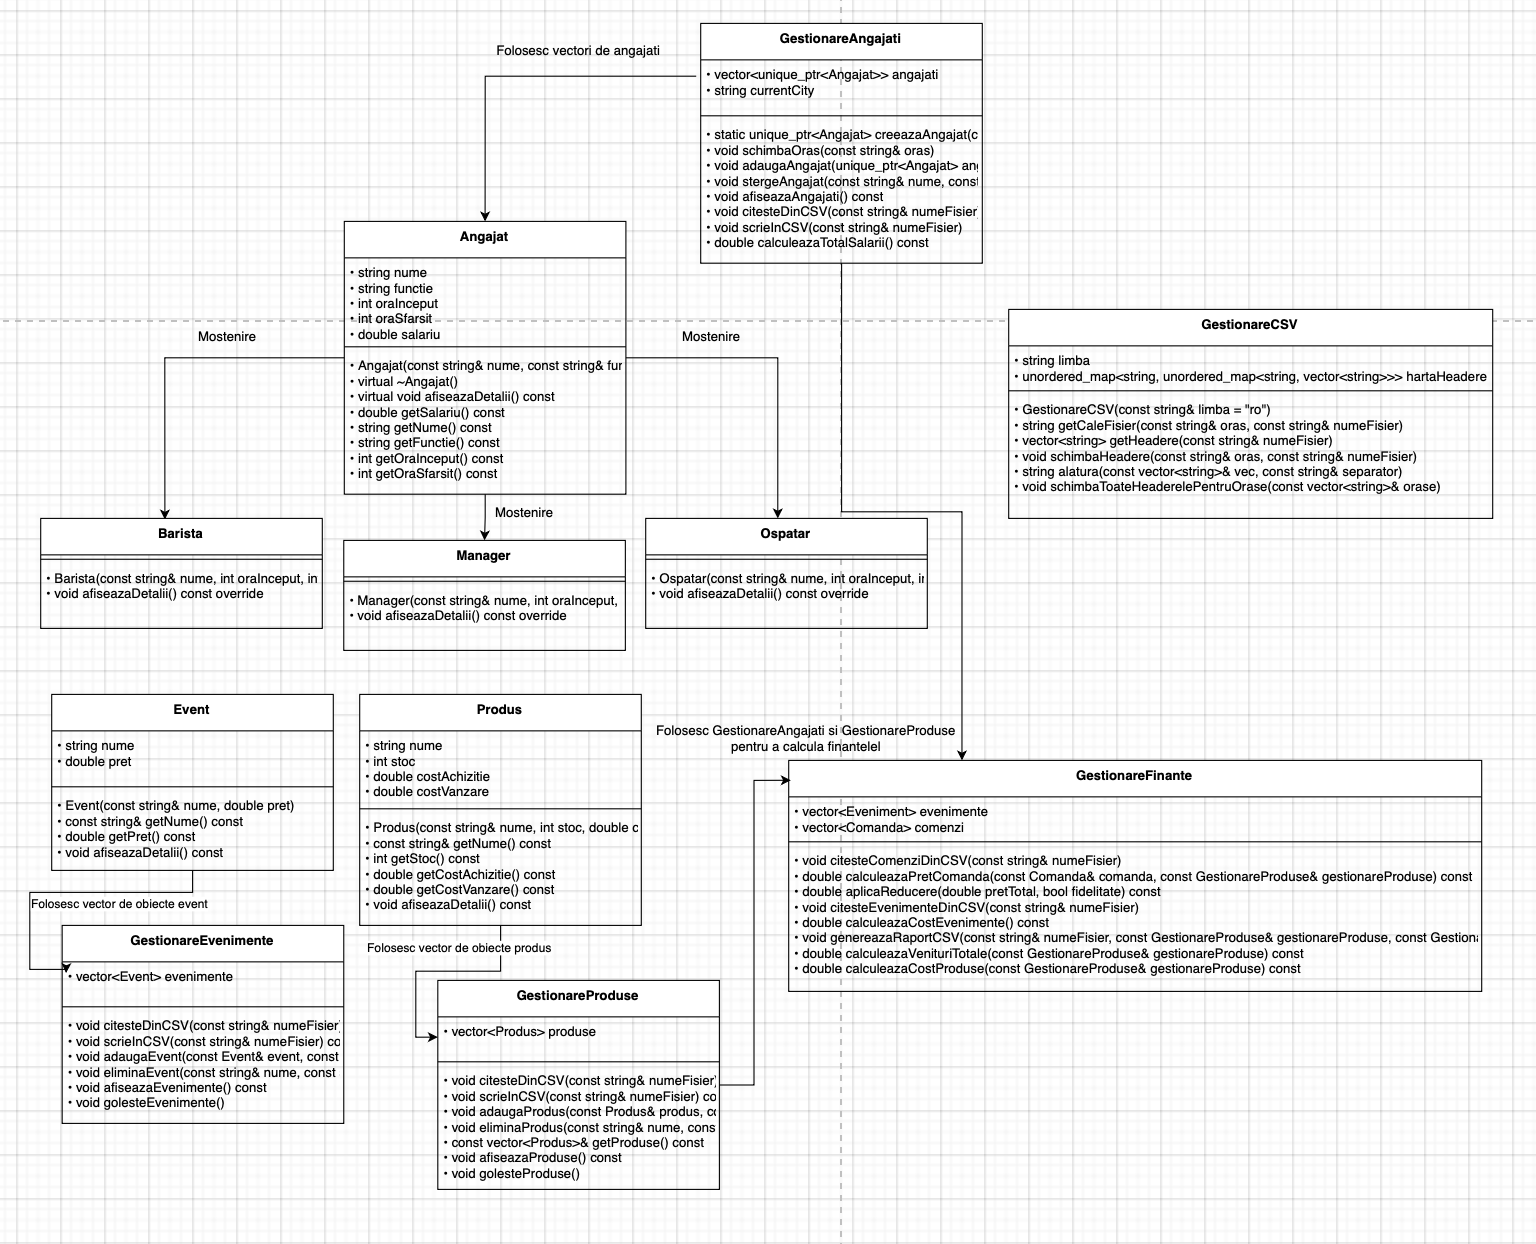 Folosesc vectori de angajati
GestionareAngajati
• vector<unique_ptr<Angajat>> angajati
• string currentCity
• static unique_ptr<Angajat> creeazaAngajat(c
• void schimbaOras(const string& oras)
• void adaugaAngajat(unique_ptr<Angajat> ang
• void stergeAngajat(const string& nume, const
• void afiseazaAngajati() const
• void citesteDinCSV(const string& numeFisier
• void scrieInCSV(const string& numeFisier)
• double calculeazaTotalSalarii() const
Angajat
• string nume
• string functie
• int oraInceput
• int oraSfarsit
• double salariu
• Angajat(const string& nume, const string& fun
• virtual ~Angajat()
• virtual void afiseazaDetalii() const
• double getSalariu() const
• string getNume() const
• string getFunctie() const
• int getOraInceput() const
• int getOraSfarsit() const
Mostenire
Mostenire
Mostenire
GestionareCSV
• string limba
• unordered_map<string, unordered_map<string, vector<string>>> hartaHeadere
• GestionareCSV(const string& limba = "ro")
• string getCaleFisier(const string& oras, const string& numeFisier)
• vector<string> getHeadere(const string& numeFisier)
• void schimbaHeadere(const string& oras, const string& numeFisier)
• string alatura(const vector<string>& vec, const string& separator)
• void schimbaToateHeaderelePentruOrase(const vector<string>& orase)
Barista
• Barista(const string& nume, int oraInceput, in
• void afiseazaDetalii() const override
Manager
• Manager(const string& nume, int oraInceput,
• void afiseazaDetalii() const override
Ospatar
• Ospatar(const string& nume, int oraInceput, in
• void afiseazaDetalii() const override
Event
• string nume
• double pret
• Event(const string& nume, double pret)
• const string& getNume() const
• double getPret() const
• void afiseazaDetalii() const
Produs
• string nume
• int stoc
• double costAchizitie
• double costVanzare
• Produs(const string& nume, int stoc, double c
• const string& getNume() const
• int getStoc() const
• double getCostAchizitie() const
• double getCostVanzare() const
• void afiseazaDetalii() const
Folosesc GestionareAngajati si GestionareProduse
pentru a calcula finantelel
GestionareFinante
• vector<Eveniment> evenimente
• vector<Comanda> comenzi
• void citesteComenziDinCSV(const string& numeFisier)
• double calculeazaPretComanda(const Comanda& comanda, const GestionareProduse& gestionareProduse) const
• double aplicaReducere(double pretTotal, bool fidelitate) const
• void citesteEvenimenteDinCSV(const string& numeFisier)
• double calculeazaCostEvenimente() const
• void genereazaRaportCSV(const string& numeFisier, const GestionareProduse& gestionareProduse, const Gestiona
• double calculeazaVenituriTotale(const GestionareProduse& gestionareProduse) const
• double calculeazaCostProduse(const GestionareProduse& gestionareProduse) const
Folosesc vector de obiecte event
GestionareEvenimente
• vector<Event> evenimente
• void citesteDinCSV(const string& numeFisier)
• void scrieInCSV(const string& numeFisier) co
• void adaugaEvent(const Event& event, const
• void eliminaEvent(const string& nume, const
• void afiseazaEvenimente() const
• void golesteEvenimente()
Folosesc vector de obiecte produs
GestionareProduse
• vector<Produs> produse
• void citesteDinCSV(const string& numeFisier)
• void scrieInCSV(const string& numeFisier) co
• void adaugaProdus(const Produs& produs, co
• void eliminaProdus(const string& nume, cons
• const vector<Produs>& getProduse() const
• void afiseazaProduse() const
• void golesteProduse()